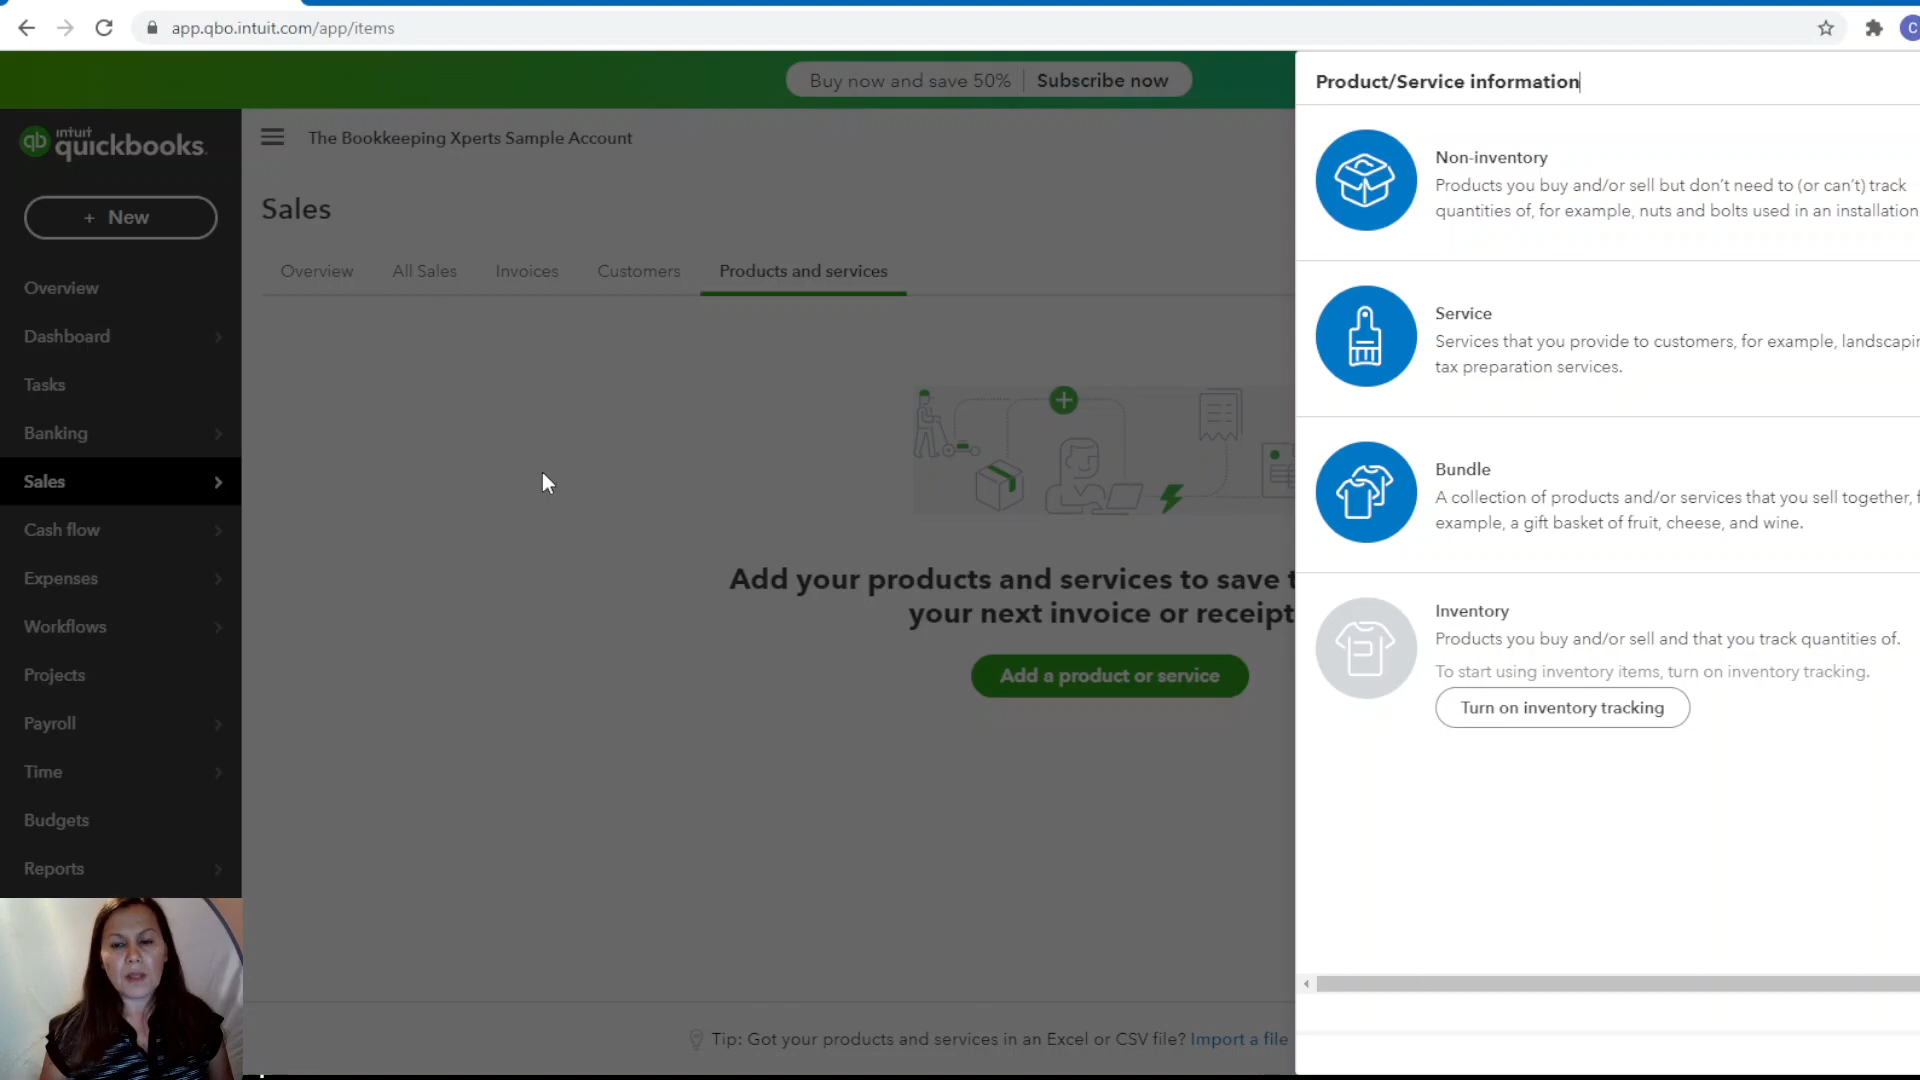 app.qbo.intuit.com/app/items
C
Buy now and save 50% Subscribe now
intuit
qb quickbooks.
The Bookkeeping Xperts Sample Account
+ New
Sales
Overview
All Sales
Invoices
Customers
Products and services
Overview
Dashboard
Tasks
Banking
Sales
Cash flow
Expenses
Workflows
Projects
Payroll
Time
Budgets
Reports
Add your products and services to save
your next invoice or receipt
Add a product or service
Tip: Got your products and services in an Excel or CSV file? Import a file
Product/Service information
Non-inventory
Products you buy and/or sell but don't need to (or can't) track
quantities of, for example, nuts and bolts used in an installation
Service
Services that you provide to customers, for example,
tax preparation services.
Bundle
A collection of products and/or services that you sell together,
example, a gift basket of fruit, cheese, and wine.
Inventory
Products you buy and/or sell and that you track quantities of.
To start using inventory items, turn on inventory tracking.
Turn on inventory tracking